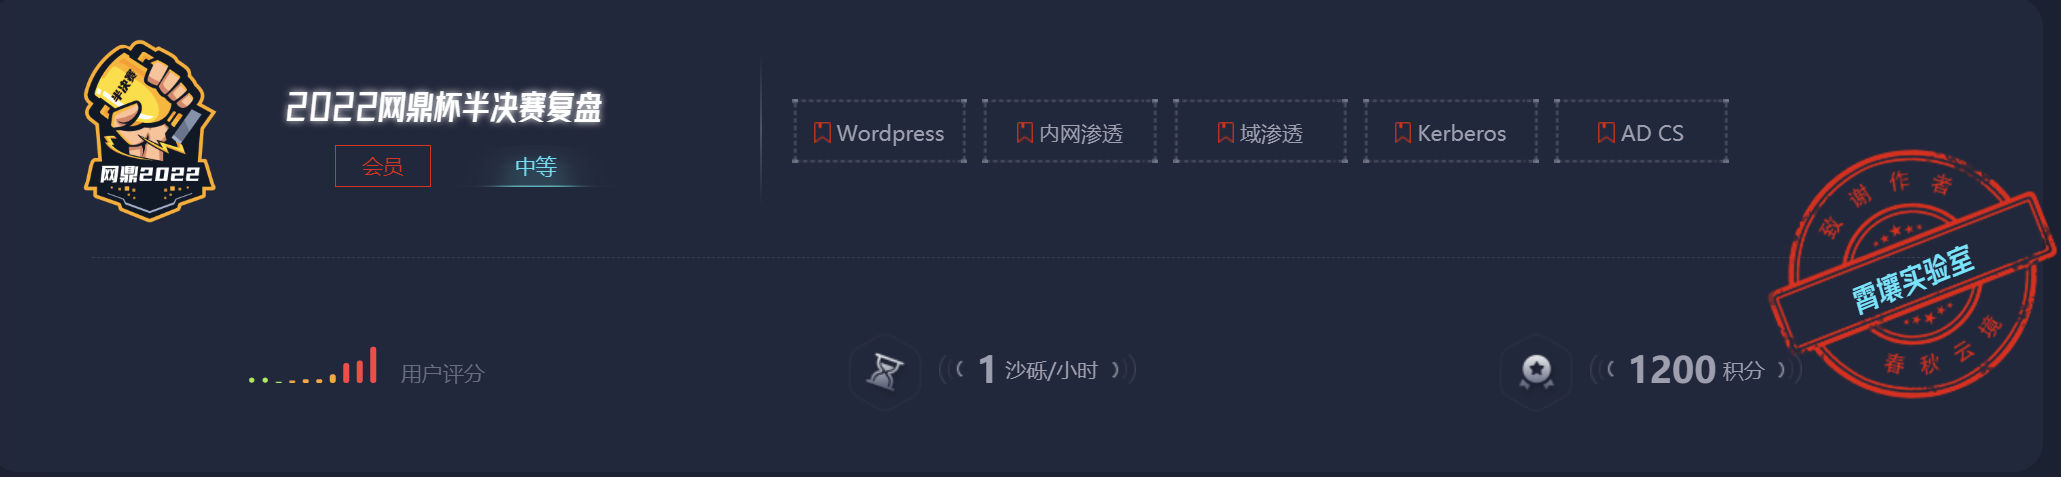 半决赛
网鼎2022
2022网鼎杯半决赛复盘
会员
中等
Wordpress
内网渗透
域渗透
Kerberos
AD CS
致谢作者
霄壤实验室
春秋云境
用户评分
1 沙砾/小时
1200 积分